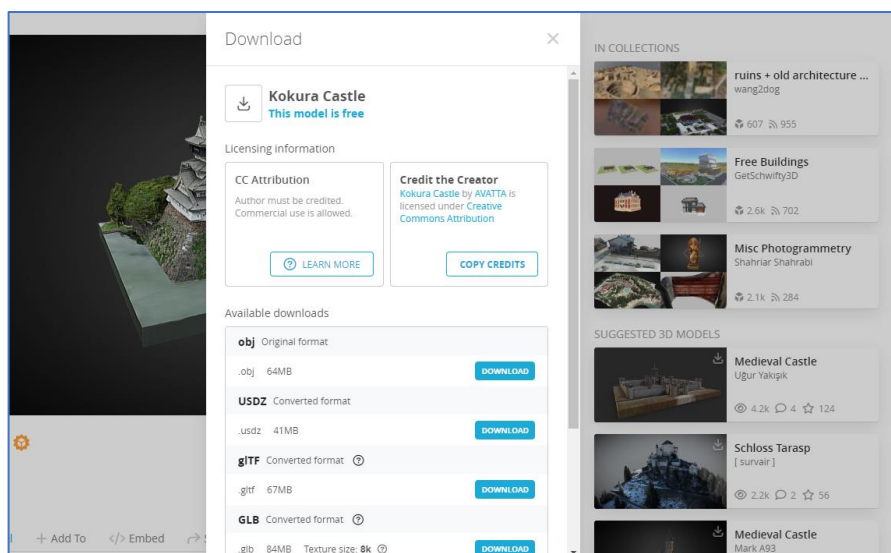 Download
Kokura Castle
This model is free
Licensing information
CC Attribution
Author must be credited.
Commercial use is allowed.
LEARN MORE
Credit the Creator
Kokura Castle by AVATTA is
licensed under Creative
Commons Attribution
COPY CREDITS
Available downloads
obj Original format
.obj 64MB DOWNLOAD
USDZ Converted format
.usdz 41MB DOWNLOAD
glTF Converted format
.gltf 67MB DOWNLOAD
GLB Converted format
.glb 84MB Texture size: 8k DOWNLOAD
+ Add To </> Embed
IN COLLECTIONS
ruins + old architecture ...
wang2dog
607 955
Free Buildings
GetSchwifty3D
2.6k 702
Misc Photogrammetry
Shahriar Shahrabi
2.1k 284
SUGGESTED 3D MODELS
Medieval Castle
Uğur Yakışık
4.2k 4 124
Schloss Tarasp
[ survair ]
2.2k 2 56
Medieval Castle
Mark A93